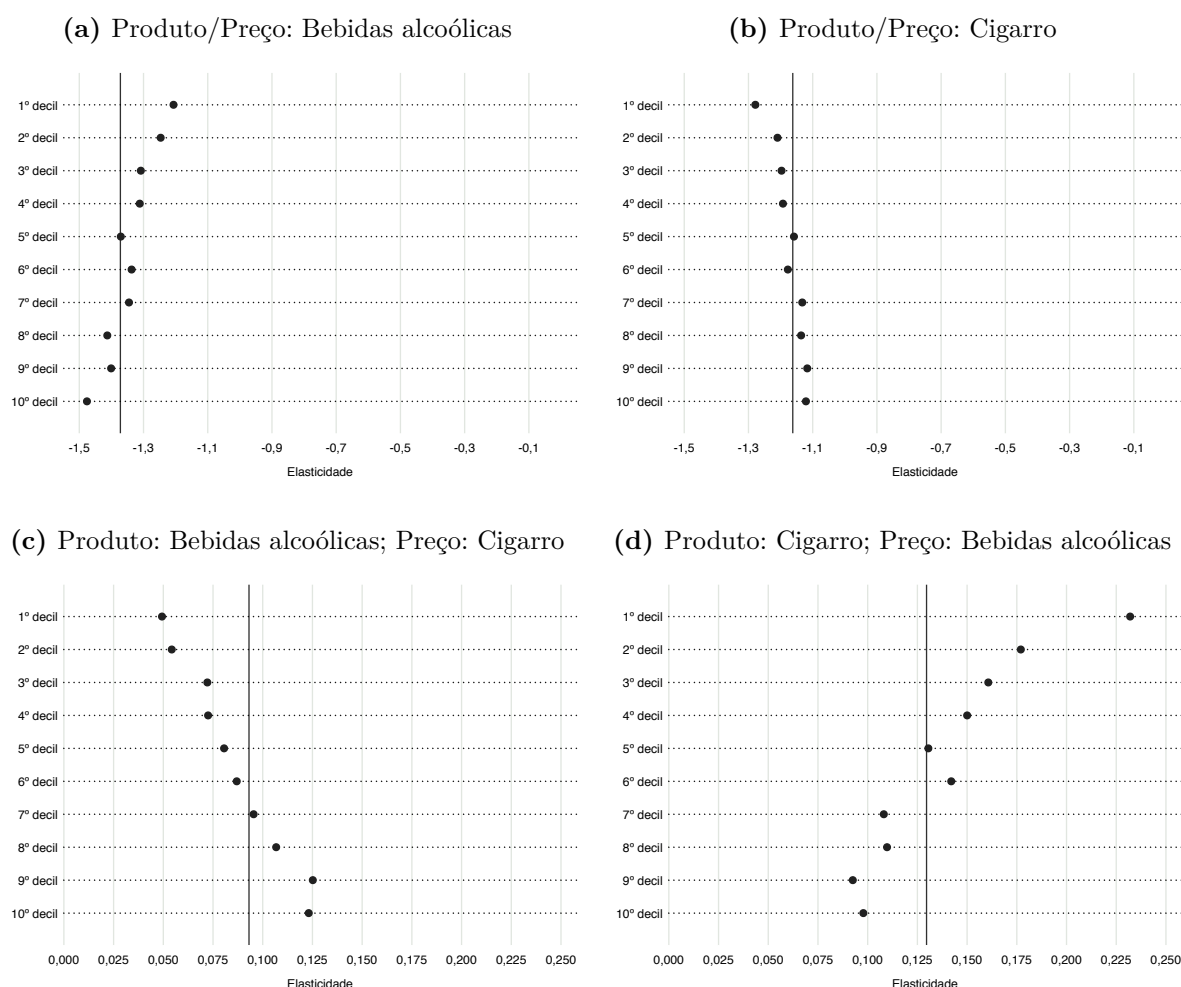 (a) Produto/Preço: Bebidas alcoólicas
1º decil
2º decil
3º decil
4º decil
5º decil
6º decil
7º decil
8º decil
9º decil
10º decil
-1,5 -1,3 -1,1 -0,9 -0,7 -0,5 -0,3 -0,1
Elasticidade
(b) Produto/Preço: Cigarro
1º decil
2º decil
3º decil
4º decil
5º decil
6º decil
7º decil
8º decil
9º decil
10º decil
-1,5 -1,3 -1,1 -0,9 -0,7 -0,5 -0,3 -0,1
Elasticidade
(c) Produto: Bebidas alcoólicas; Preço: Cigarro
1º decil
2º decil
3º decil
4º decil
5º decil
6º decil
7º decil
8º decil
9º decil
10º decil
0,000 0,025 0,050 0,075 0,100 0,125 0,150 0,175 0,200 0,225 0,250
Elasticidade
(d) Produto: Cigarro; Preço: Bebidas alcoólicas
1º decil
2º decil
3º decil
4º decil
5º decil
6º decil
7º decil
8º decil
9º decil
10º decil
0,000 0,025 0,050 0,075 0,100 0,125 0,150 0,175 0,200 0,225 0,250
Elasticidade